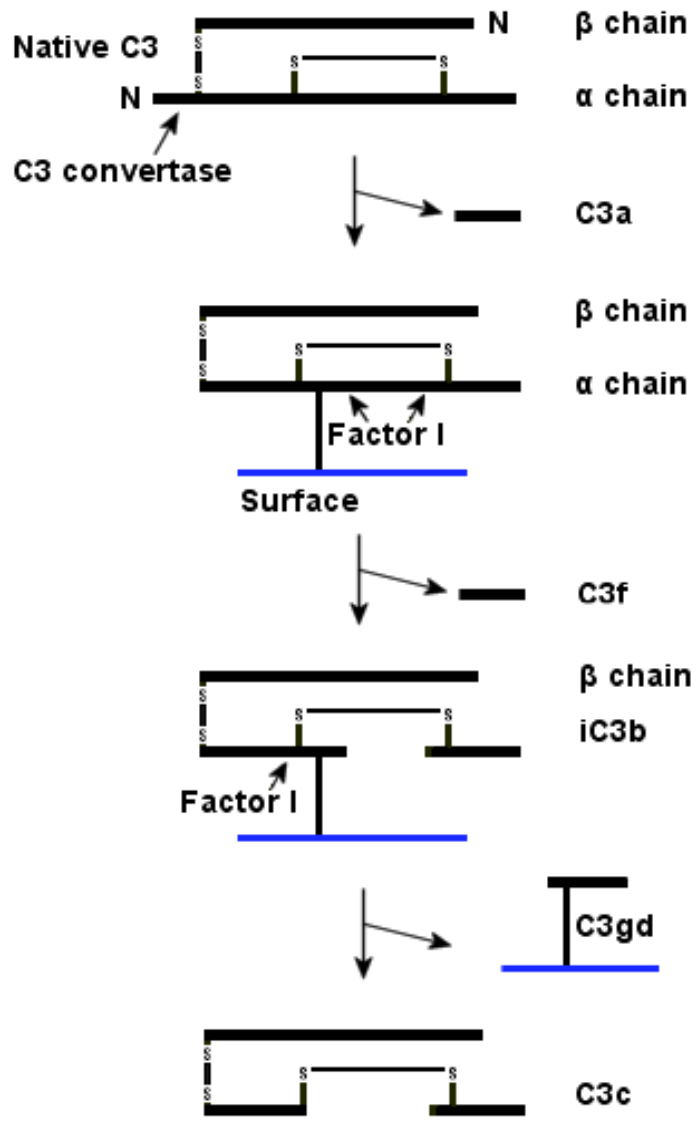 Native C3
N
β chain
S
S
S
S
N
α chain
C3 convertase
C3a
β chain
S
S
S
S
α chain
Factor I
Surface
C3f
β chain
S
S
S
S
iC3b
Factor I
C3gd
S
S
S
S
C3c